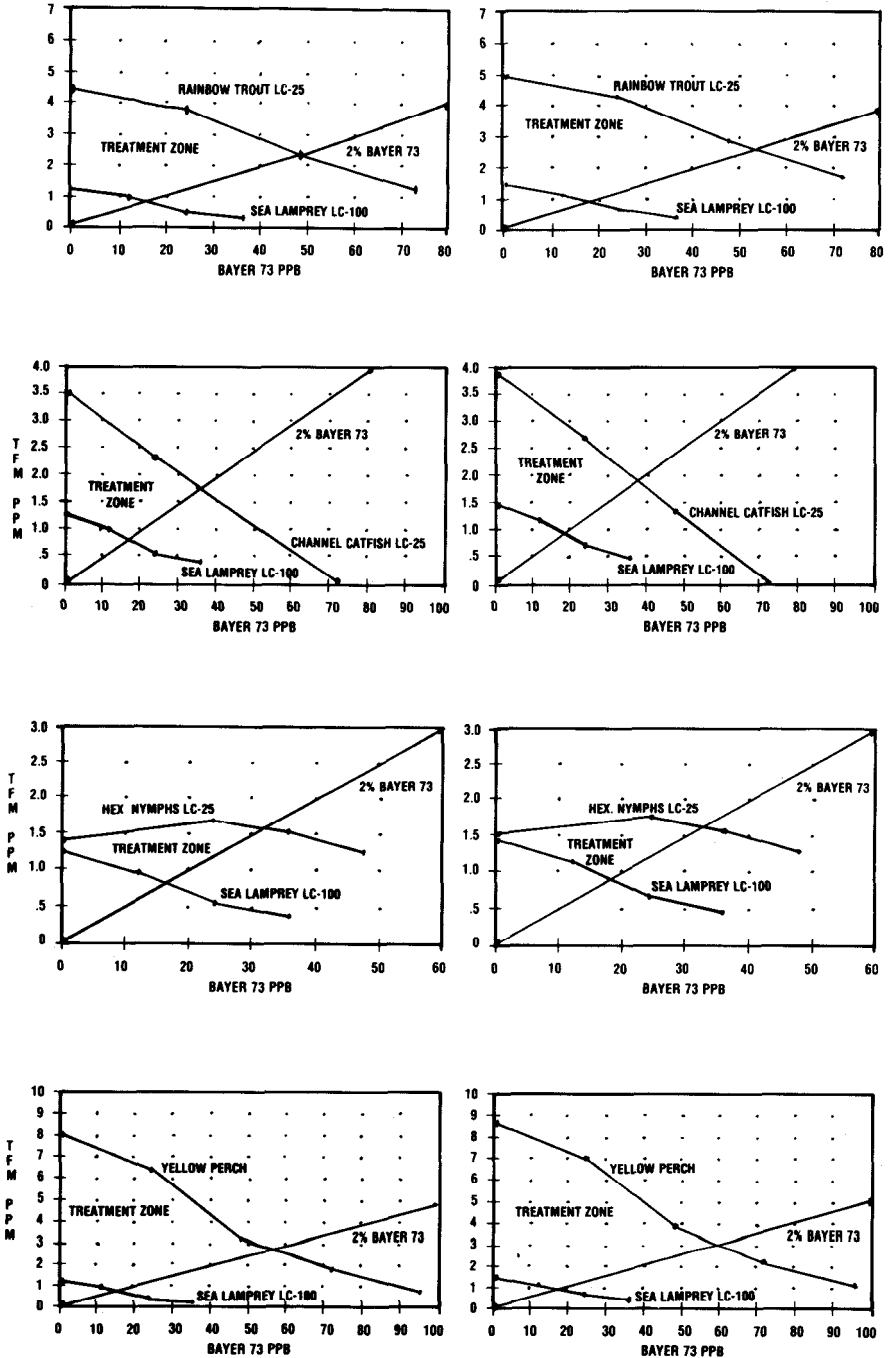 7
6
5
4
3
2
1
0
RAINBOW TROUT LC-25
TREATMENT ZONE
2% BAYER 73
SEA LAMPREY LC-100
0 10 20 30 40 50 60 70 80
BAYER 73 PPB
7
6
5
4
3
2
1
0
RAINBOW TROUT LC-25
TREATMENT ZONE
2% BAYER 73
SEA LAMPREY LC-100
0 10 20 30 40 50 60 70 80
BAYER 73 PPB
TFM PPM
4.0
3.5
3.0
2.5
2.0
1.5
1.0
.5
0
2% BAYER 73
TREATMENT
ZONE
CHANNEL CATFISH LC-25
SEA LAMPREY LC-100
0 10 20 30 40 50 60 70 80 90 100
BAYER 73 PPB
4.0
3.5
3.0
2.5
2.0
1.5
1.0
.5
0
2% BAYER 73
TREATMENT
ZONE
CHANNEL CATFISH LC-25
SEA LAMPREY LC-100
0 10 20 30 40 50 60 70 80 90 100
BAYER 73 PPB
TFM PPM
3.0
2.5
2.0
1.5
1.0
.5
0
2% BAYER 73
HEX NYMPHS LC-25
TREATMENT ZONE
SEA LAMPREY LC-100
0 10 20 30 40 50 60
BAYER 73 PPB
3.0
2.5
2.0
1.5
1.0
.5
0
2% BAYER 73
HEX. NYMPHS LC-25
TREATMENT
ZONE
SEA LAMPREY LC-100
0 10 20 30 40 50 60
BAYER 73 PPB
TFM PPM
10
9
8
7
6
5
4
3
2
1
0
YELLOW PERCH
TREATMENT ZONE
2% BAYER 73
SEA LAMPREY LC-100
0 10 20 30 40 50 60 70 80 90 100
BAYER 73 PPB
10
9
8
7
6
5
4
3
2
1
0
YELLOW PERCH
TREATMENT ZONE
2% BAYER 73
SEA LAMPREY LC-100
0 10 20 30 40 50 60 70 80 90 100
BAYER 73 PPB